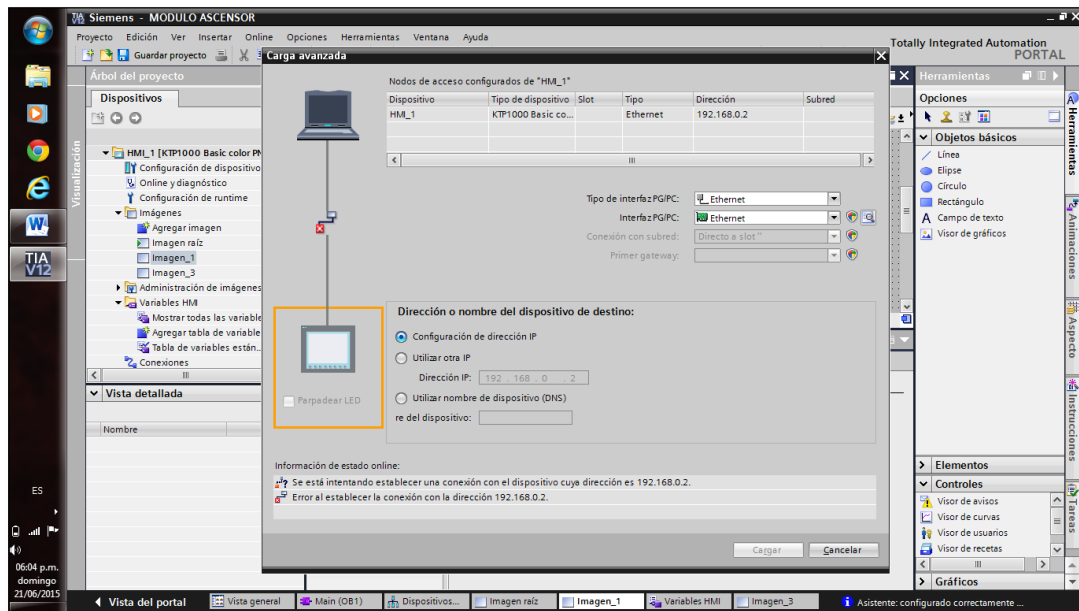 Siemens - MODULO ASCENSOR
Proyecto Edición Ver Insertar Online Opciones Herramientas Ventana Ayuda
Guardar proyecto
Totally Integrated Automation
PORTAL
Árbol del proyecto
Dispositivos
Visualización
HMI_1 [KTP1000 Basic color PN
Configuración de dispositivo
Online y diagnóstico
Configuración de runtime
Imágenes
Agregar imagen
Imagen raíz
Imagen_1
Imagen_3
Administración de imágenes
Variables HMI
Mostrar todas las variable
Agregar tabla de variable
Tabla de variables están...
Conexiones
Vista detallada
Nombre
Carga avanzada
Nodos de acceso configurados de "HMI_1"
Dispositivo Tipo de dispositivo Slot Tipo Dirección Subred
HMI_1 KTP1000 Basic co... Ethernet 192.168.0.2
Tipo de interfaz PG/PC: Ethernet
Interfaz PG/PC: Ethernet
Conexión con subred: Directo a slot "
Primer gateway:
Dirección o nombre del dispositivo de destino:
Configuración de dirección IP
Utilizar otra IP
Dirección IP: 192 . 168 . 0 . 2
Utilizar nombre de dispositivo (DNS)
re del dispositivo:
Parpadear LED
Información de estado online:
Se está intentando establecer una conexión con el dispositivo cuya dirección es 192.168.0.2.
Error al establecer la conexión con la dirección 192.168.0.2.
Cargar Cancelar
Herramientas
Opciones
Objetos básicos
Línea
Elipse
Círculo
Rectángulo
Campo de texto
Visor de gráficos
Elementos
Controles
Visor de avisos
Visor de curvas
Visor de usuarios
Visor de recetas
Gráficos
Herramientas
Animaciones
Aspecto
Instrucciones
Tareas
TIA
V12
ES
06:04 p.m.
domingo
21/06/2015
Vista del portal Vista general Main (OB1) Dispositivos... Imagen raíz Imagen_1 Variables HMI Imagen_3 Asistente: configurado correctamente ...